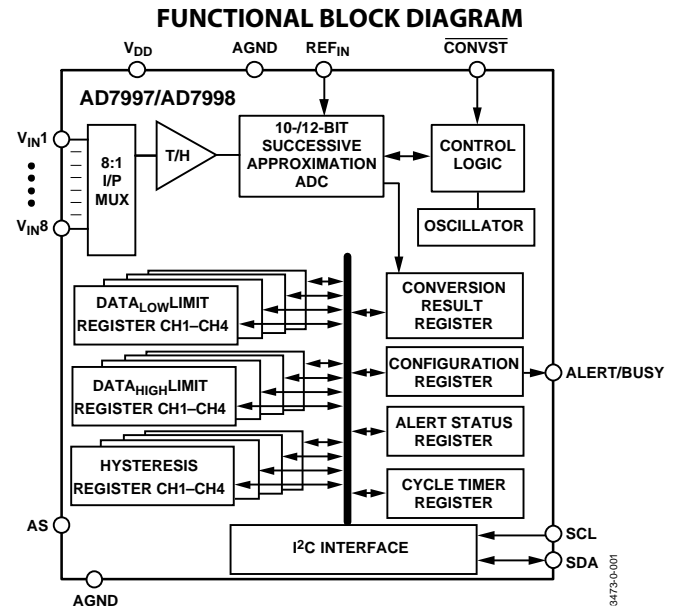 FUNCTIONAL BLOCK DIAGRAM
VDD
AGND
REFIN
CONVST
AD7997/AD7998
VIN1
VIN8
8:1
I/P
MUX
T/H
10-/12-BIT
SUCCESSIVE
APPROXIMATION
ADC
CONTROL
LOGIC
OSCILLATOR
DATALOWLIMIT
REGISTER CH1–CH4
CONVERSION
RESULT
REGISTER
DATAHIGHLIMIT
REGISTER CH1–CH4
CONFIGURATION
REGISTER
ALERT/BUSY
ALERT STATUS
REGISTER
HYSTERESIS
REGISTER CH1–CH4
CYCLE TIMER
REGISTER
AS
I2C INTERFACE
SCL
SDA
AGND
3473-0-001